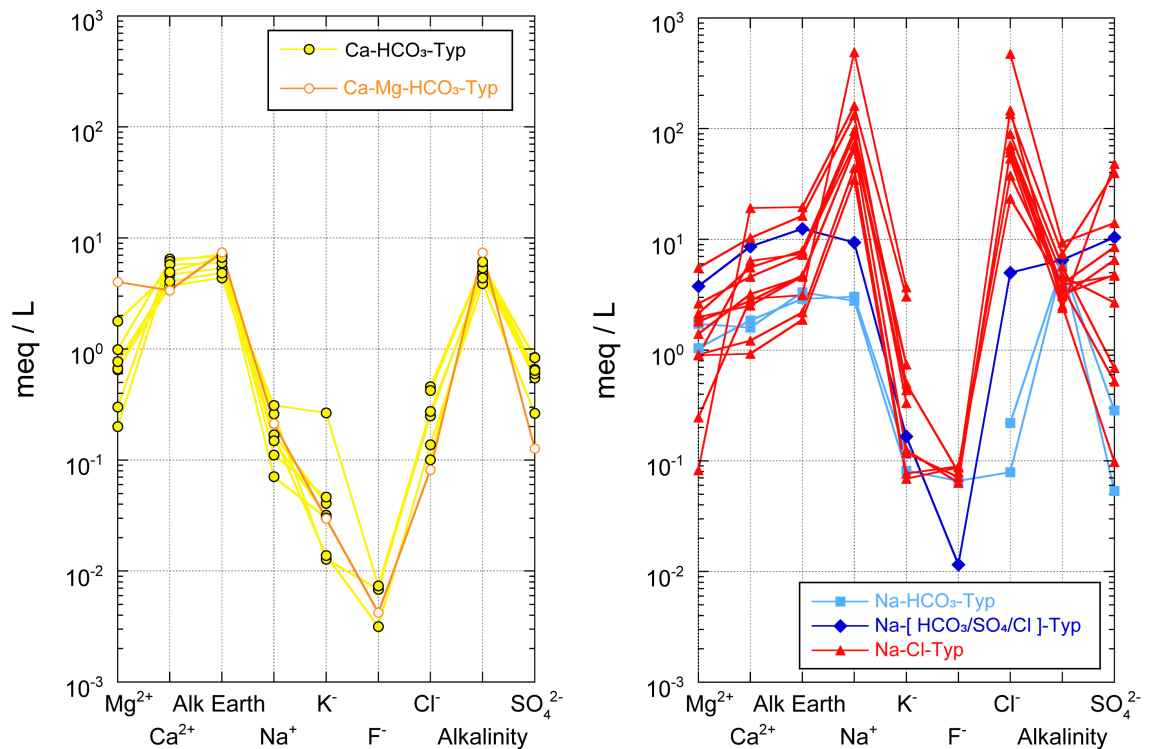 10³
10²
10¹
10⁰
10⁻¹
10⁻²
10⁻³
meq / L
Ca-HCO₃-Typ
Ca-Mg-HCO₃-Typ
Mg²⁺
Alk Earth
K⁻
Cl⁻
SO₄²⁻
Ca²⁺
Na⁺
F⁻
Alkalinity
10³
10²
10¹
10⁰
10⁻¹
10⁻²
10⁻³
meq / L
Na-HCO₃-Typ
Na-[ HCO₃/SO₄/Cl ]-Typ
Na-Cl-Typ
Mg²⁺
Alk Earth
K⁻
Cl⁻
SO₄²⁻
Ca²⁺
Na⁺
F⁻
Alkalinity